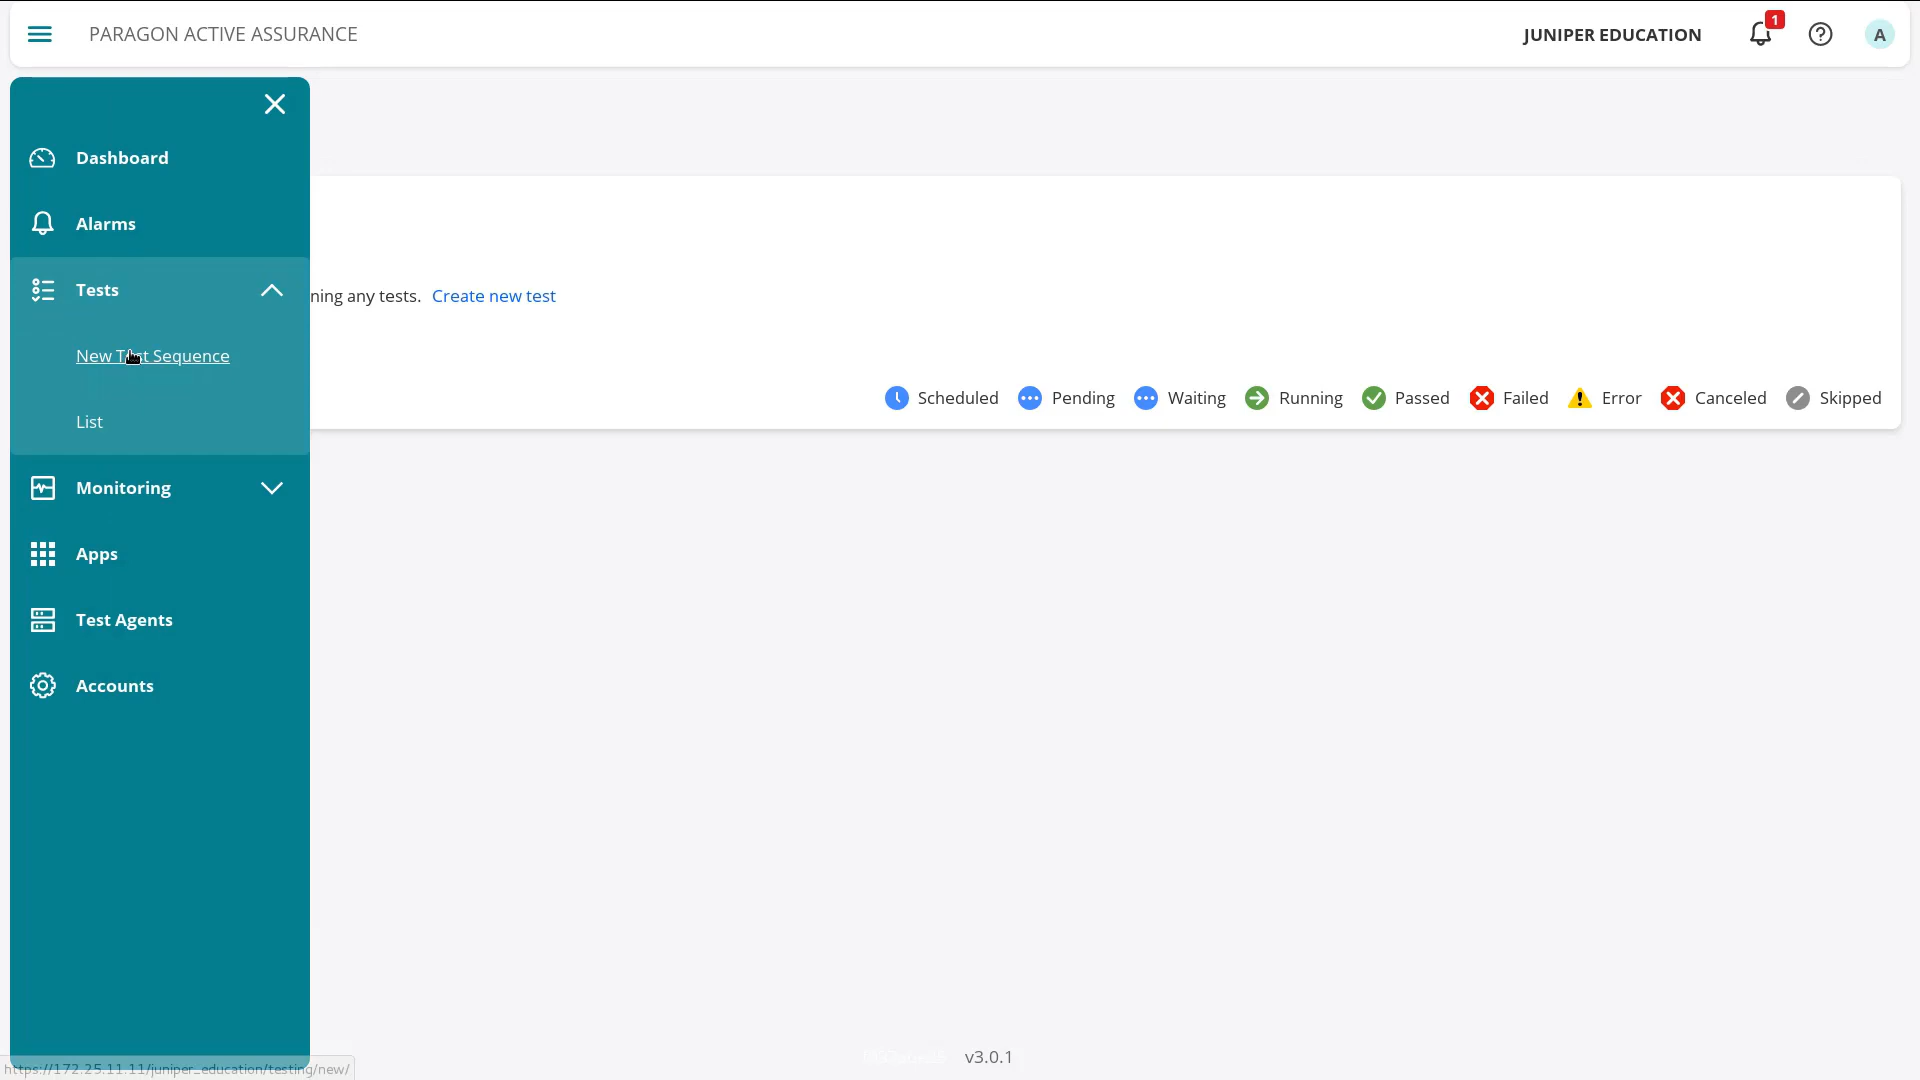 PARAGON ACTIVE ASSURANCE
JUNIPER EDUCATION
1
A
Dashboard
Alarms
Tests
ning any tests. Create new test
New Test Sequence
Scheduled Pending Waiting Running Passed Failed Error Canceled Skipped
List
Monitoring
Apps
Test Agents
Accounts
v3.0.1
https://172.25.11.11/juniper_education/testing/new/